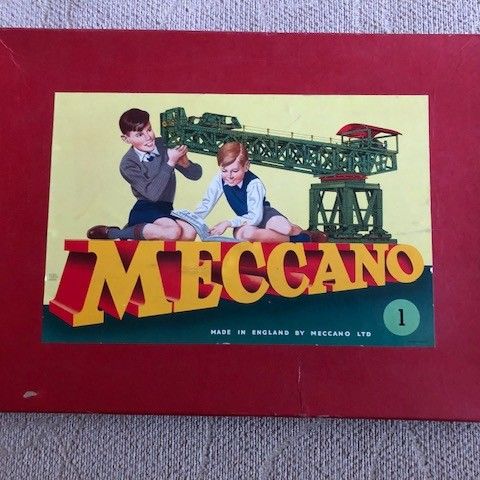 MECCANO
1
MADE IN ENGLAND BY MECCANO LTD